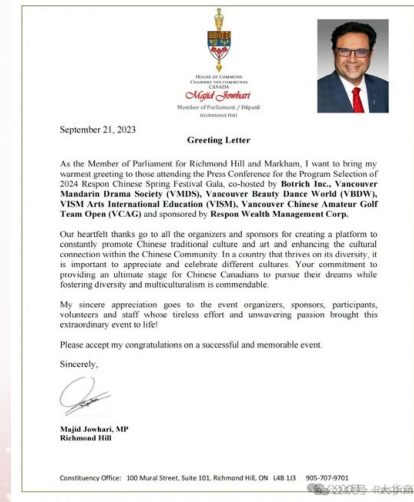 HOUSE OF COMMONS
CHAMBRE DES COMMUNES
CANADA
Majid Jowhari
Member of Parliament / Député
Richmond Hill
September 21, 2023
Greeting Letter
As the Member of Parliament for Richmond Hill and Markham, I want to bring my
warmest greeting to those attending the Press Conference for the Program Selection of
2024 Respon Chinese Spring Festival Gala, co-hosted by Botrich Inc., Vancouver
Mandarin Drama Society (VMDS), Vancouver Beauty Dance World (VBDW),
VISM Arts International Education (VISM), Vancouver Chinese Amateur Golf
Team Open (VCAG) and sponsored by Respon Wealth Management Corp.
Our heartfelt thanks go to all the organizers and sponsors for creating a platform to
constantly promote Chinese traditional culture and art and enhancing the cultural
connection within the Chinese Community. In a country that thrives on its diversity, it
is important to appreciate and celebrate different cultures. Your commitment to
providing an ultimate stage for Chinese Canadians to pursue their dreams while
fostering diversity and multiculturalism is commendable.
My sincere appreciation goes to the event organizers, sponsors, participants,
volunteers and staff whose tireless effort and unwavering passion brought this
extraordinary event to life!
Please accept my congratulations on a successful and memorable event.
Sincerely,
Majid Jowhari, MP
Richmond Hill
Constituency Office: 100 Mural Street, Suite 101, Richmond Hill, ON L4B 1J3 905-707-9701